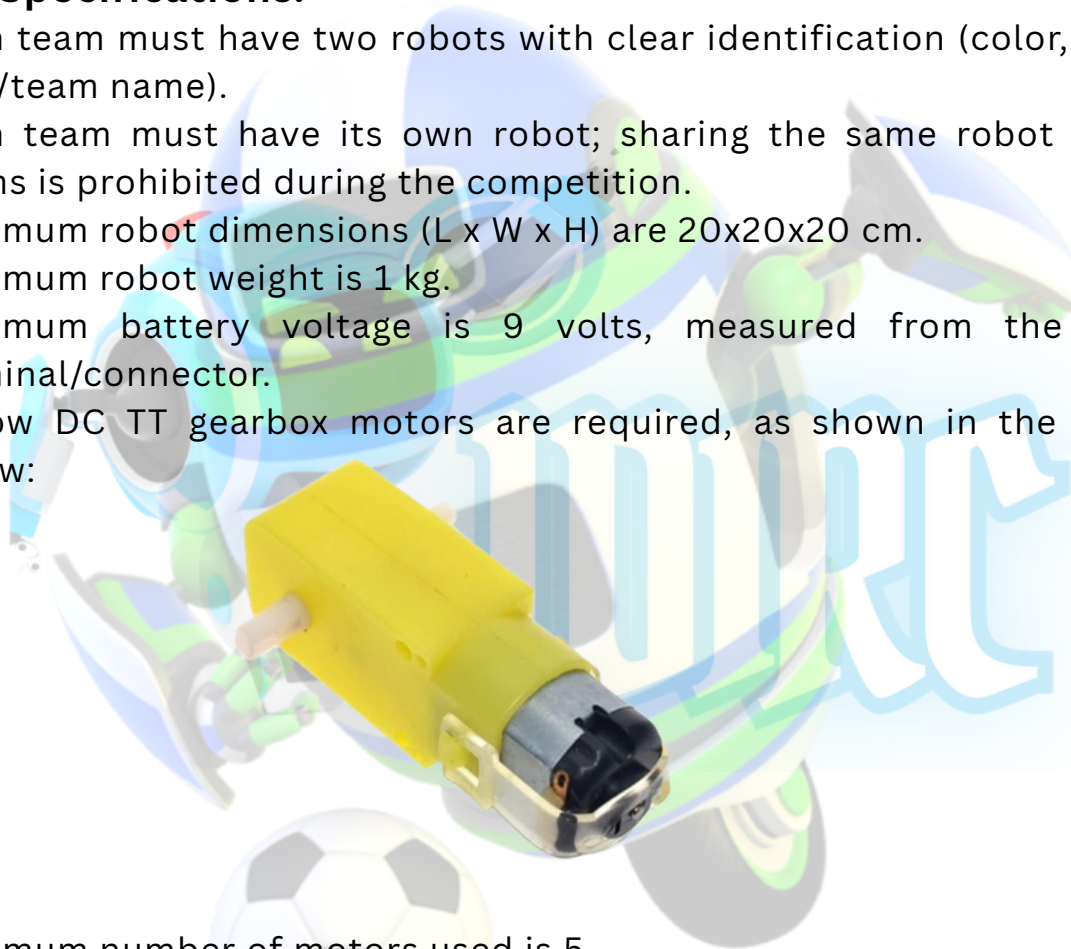 Specifications:
team must have two robots with clear identification (color,
/team name).
team must have its own robot; sharing the same robot
is prohibited during the competition.
mum robot dimensions (L x W x H) are 20x20x20 cm.
mum robot weight is 1 kg.
mum battery voltage is 9 volts, measured from the
inal/connector.
ow DC TT gearbox motors are required, as shown in the
w:
mum number of motors used is 5